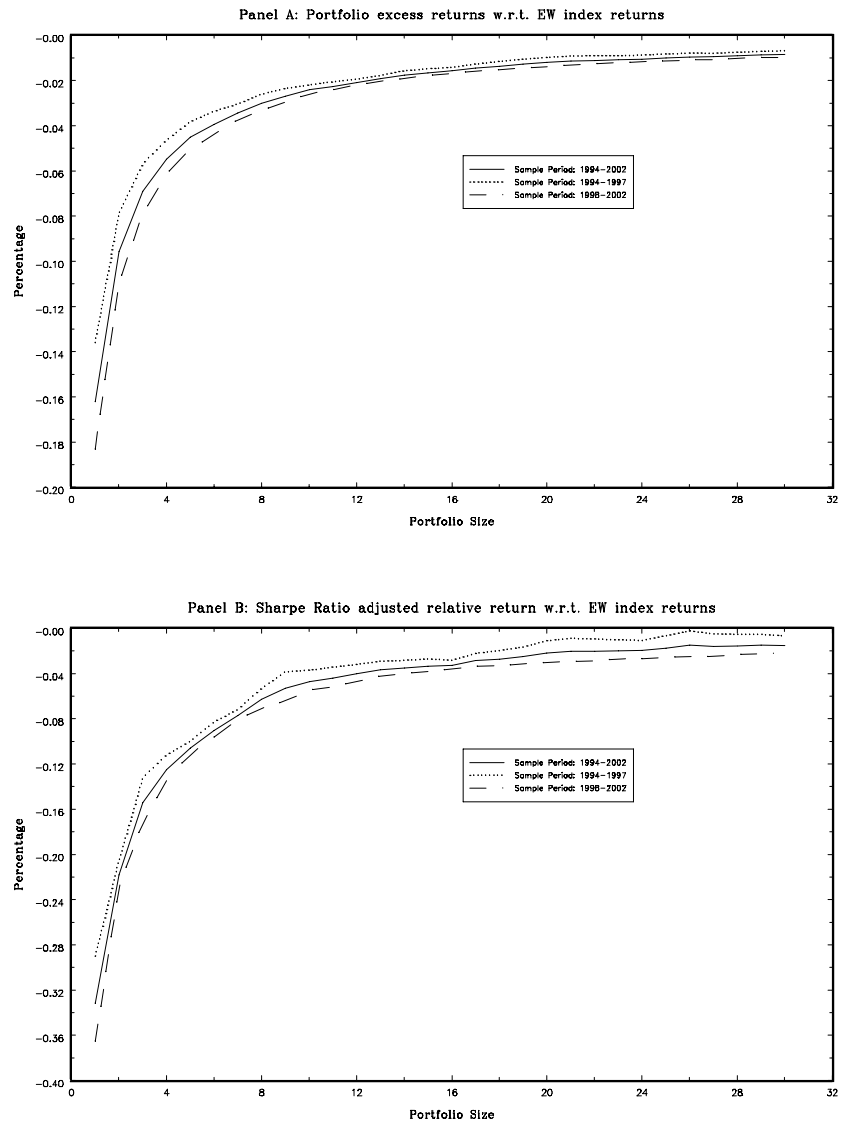 Panel A: Portfolio excess returns w.r.t. EW index returns
-0.00
-0.02
-0.04
-0.06
-0.08
-0.10
-0.12
-0.14
-0.16
-0.18
-0.20
Percentage
Sample Period: 1994-2002
Sample Period: 1994-1997
Sample Period: 1998-2002
0 4 8 12 16 20 24 28 32
Portfolio Size
Panel B: Sharpe Ratio adjusted relative return w.r.t. EW index returns
-0.00
-0.04
-0.08
-0.12
-0.16
-0.20
-0.24
-0.28
-0.32
-0.36
-0.40
Percentage
Sample Period: 1994-2002
Sample Period: 1994-1997
Sample Period: 1998-2002
0 4 8 12 16 20 24 28 32
Portfolio Size